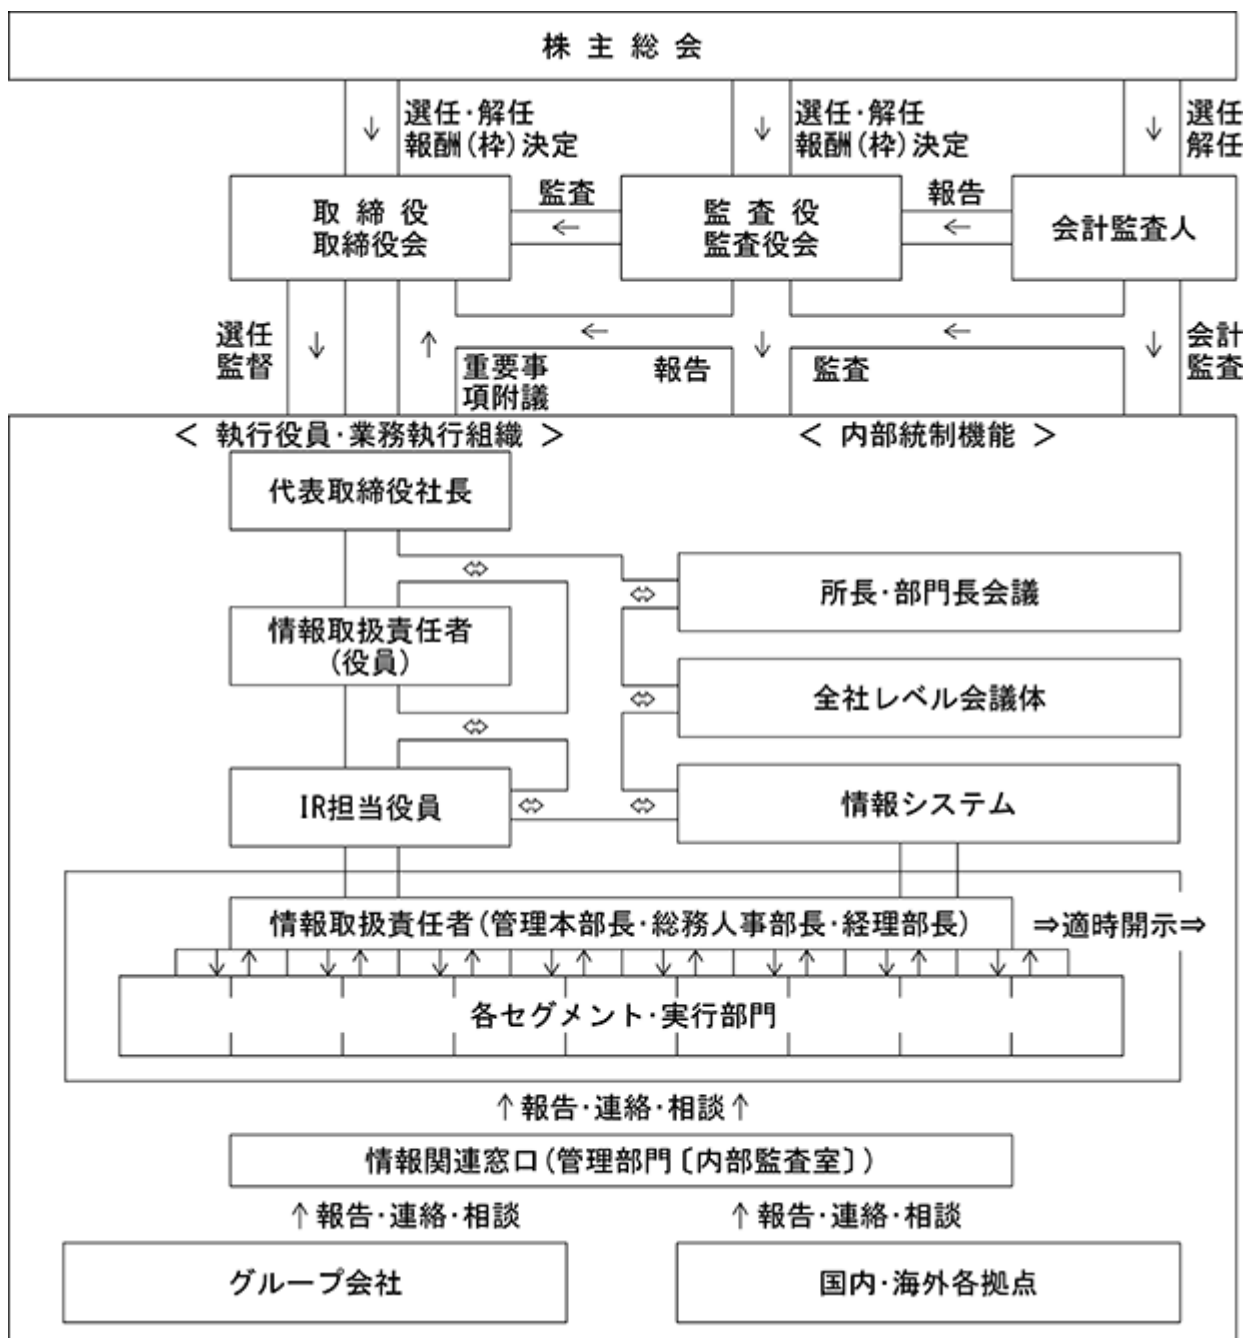 株 主 総 会
選任・解任
報酬(枠)決定
選任・解任
報酬(枠)決定
選任
解任
取 締 役
取締役会
監査
←
監 査 役
監査役会
報告
←
会計監査人
選任
監督
重要事
項附議
報告
監査
会計
監査
＜ 執行役員・業務執行組織 ＞
＜ 内部統制機能 ＞
代表取締役社長
所長・部門長会議
情報取扱責任者
(役員)
全社レベル会議体
IR担当役員
情報システム
情報取扱責任者(管理本部長・総務人事部長・経理部長)
⇒適時開示⇒
各セグメント・実行部門
↑報告・連絡・相談↑
情報関連窓口(管理部門〔内部監査室〕)
↑報告・連絡・相談
↑報告・連絡・相談
グループ会社
国内・海外各拠点